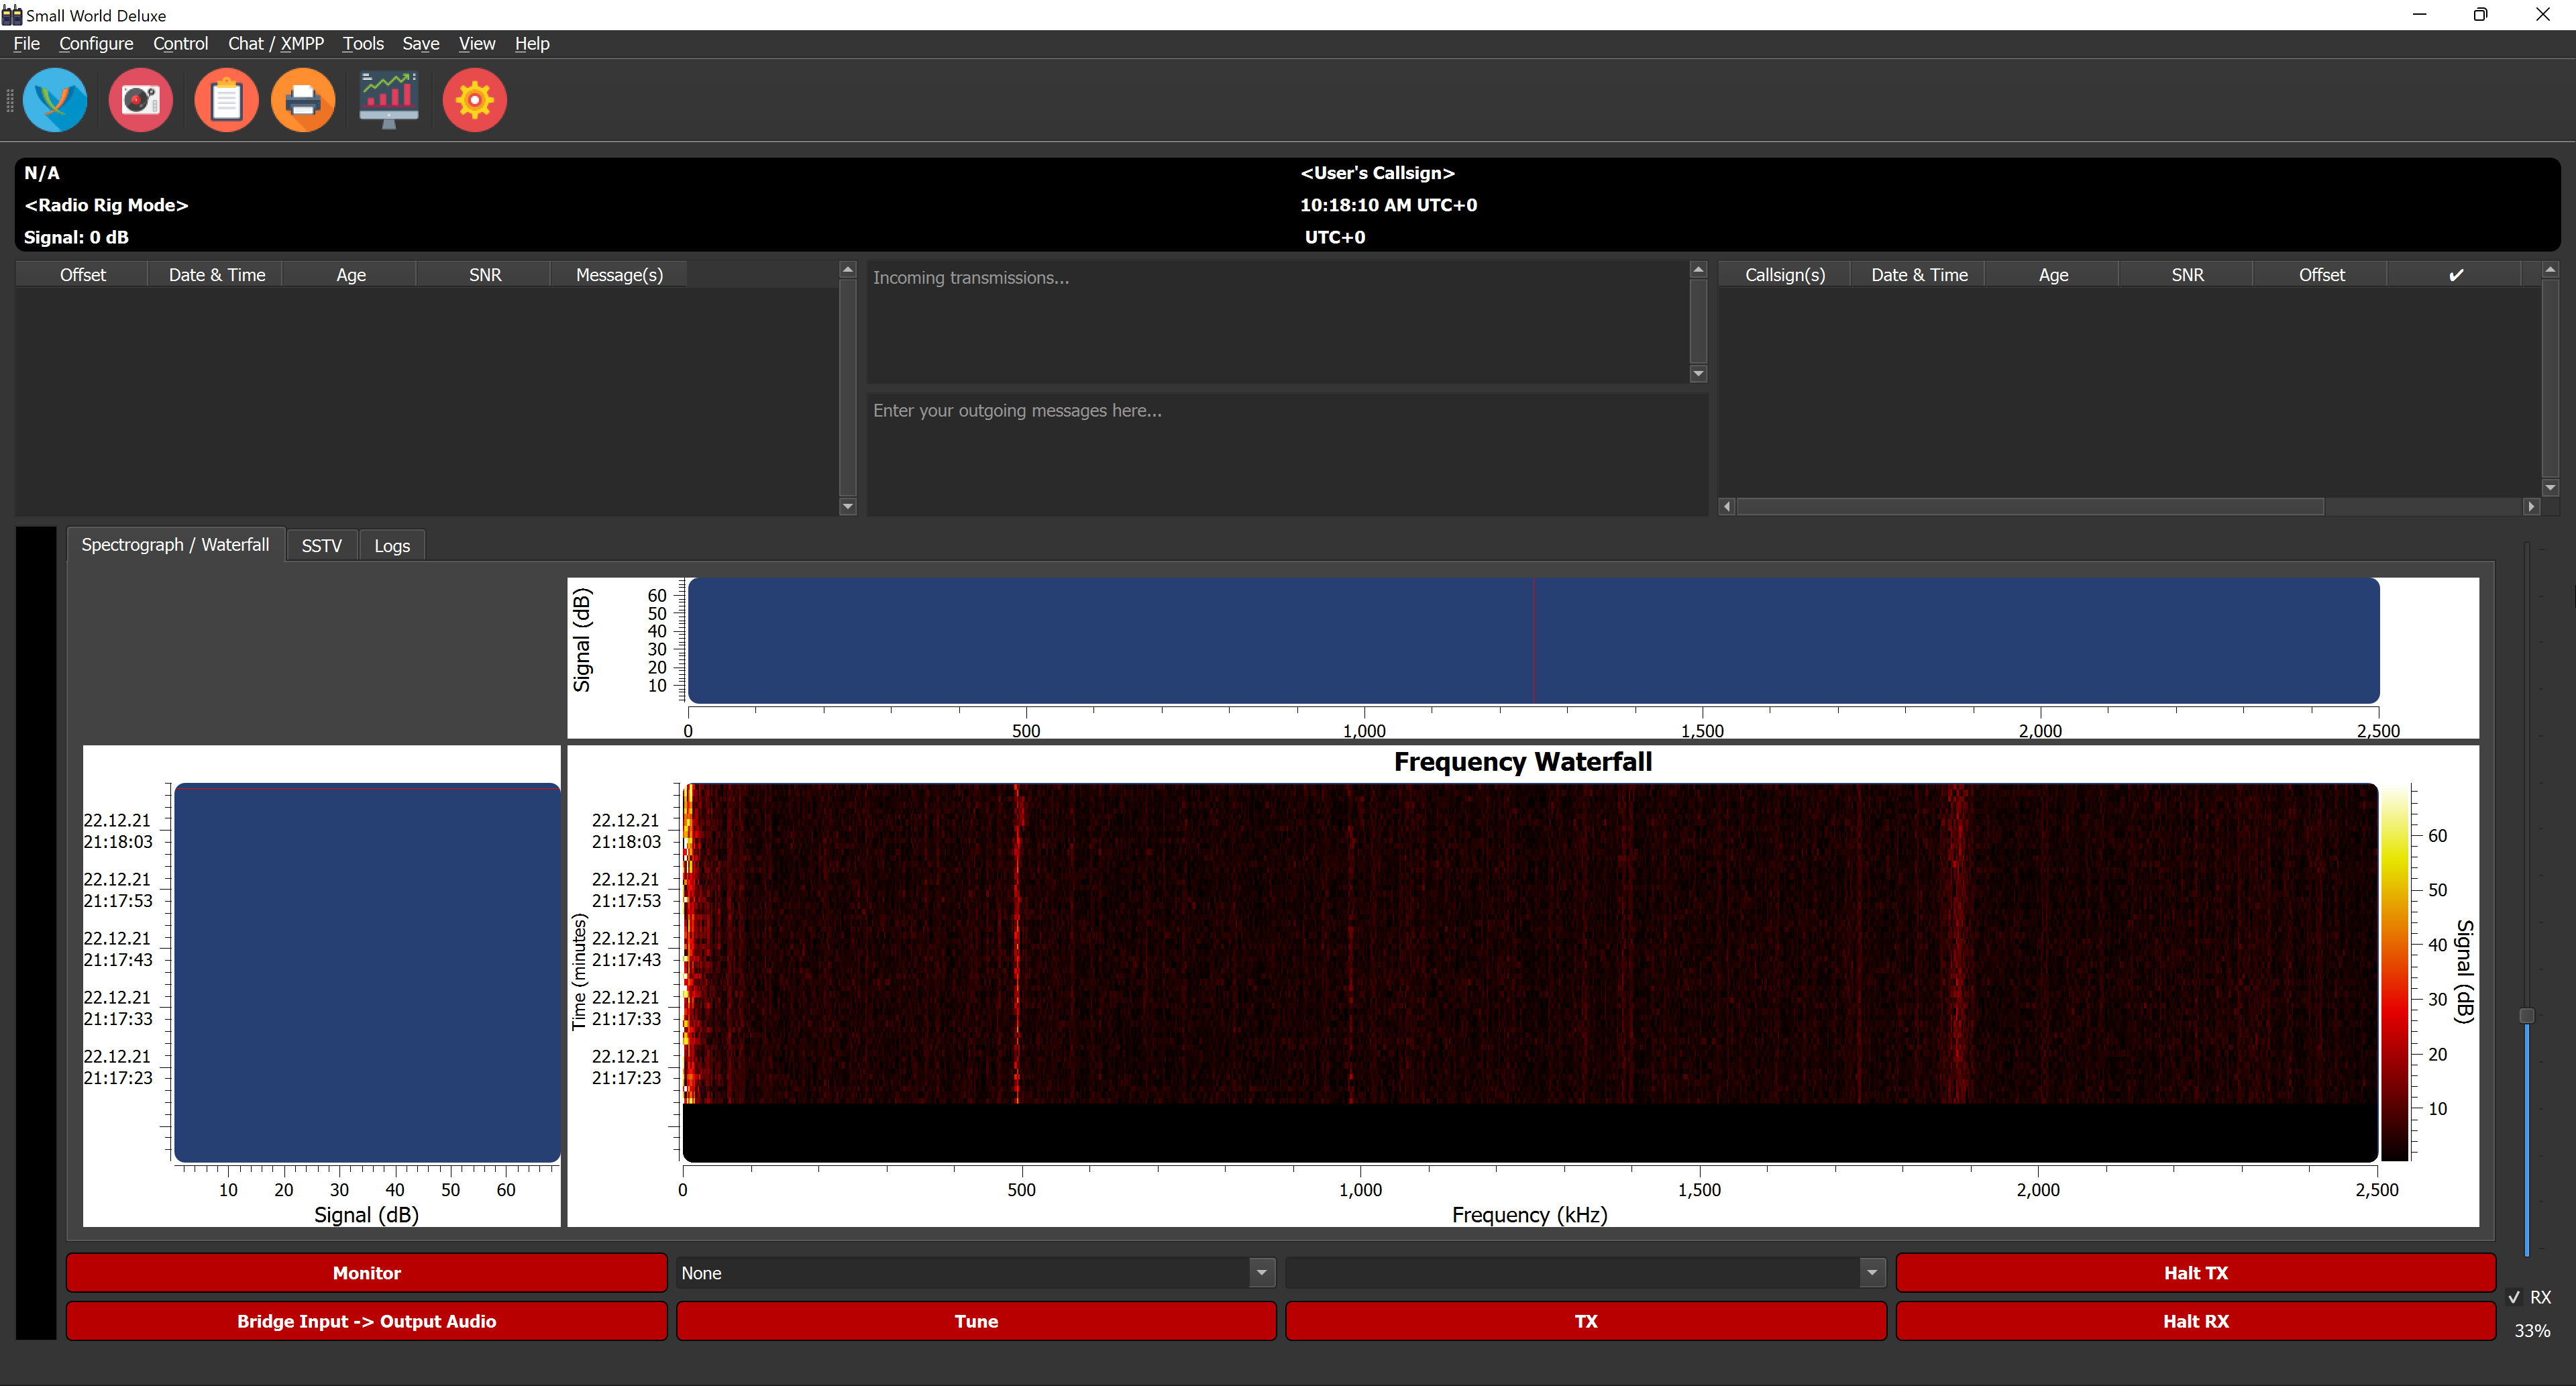 Small World Deluxe
File Configure Control Chat / XMPP Tools Save View Help
N/A
<User's Callsign>
<Radio Rig Mode>
10:18:10 AM UTC+0
Signal: 0 dB
UTC+0
Offset Date & Time Age SNR Message(s)
Incoming transmissions...
Enter your outgoing messages here...
Callsign(s) Date & Time Age SNR Offset ✔
Spectrograph / Waterfall SSTV Logs
Signal (dB)
60
50
40
30
20
10
0 500 1,000 1,500 2,000 2,500
22.12.21
21:18:03
22.12.21
21:17:53
22.12.21
21:17:43
22.12.21
21:17:33
22.12.21
21:17:23
10 20 30 40 50 60
Signal (dB)
Frequency Waterfall
Time (minutes)
22.12.21
21:18:03
22.12.21
21:17:53
22.12.21
21:17:43
22.12.21
21:17:33
22.12.21
21:17:23
0 500 1,000 1,500 2,000 2,500
Frequency (kHz)
60
50
40
30
20
10
Signal (dB)
Monitor
None
Halt TX
Bridge Input -> Output Audio
Tune
TX
Halt RX
RX
33%